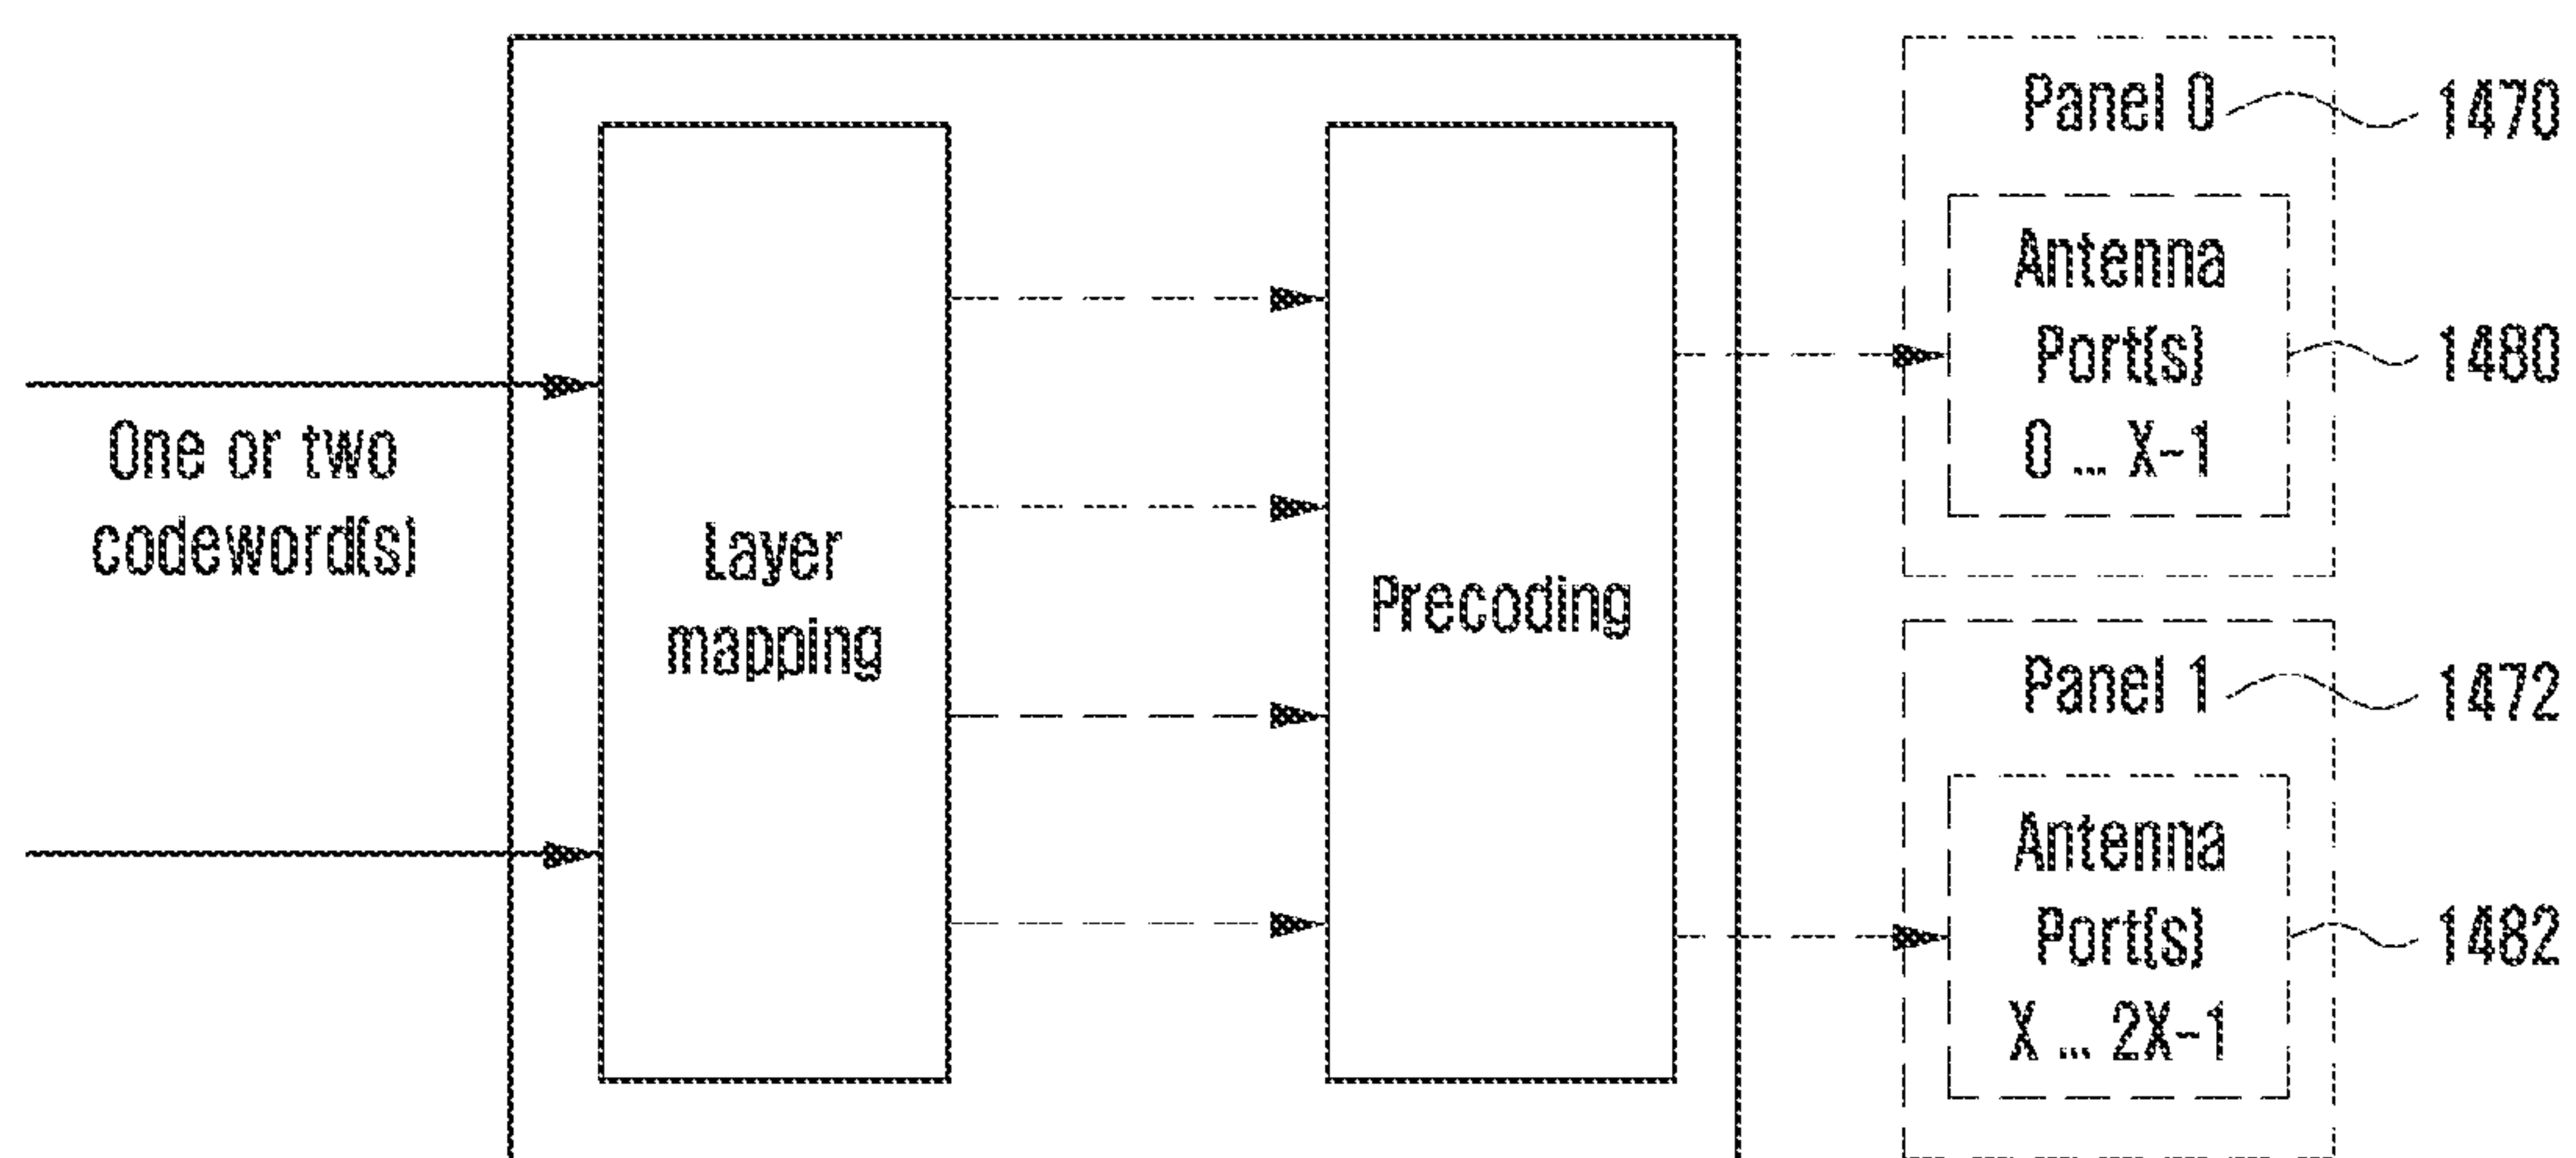 One or two
codeword(s)
Layer
mapping
Precoding
Panel 0
1470
Antenna
Port(s)
0 ... X-1
1480
Panel 1
1472
Antenna
Port(s)
X ... 2X-1
1482